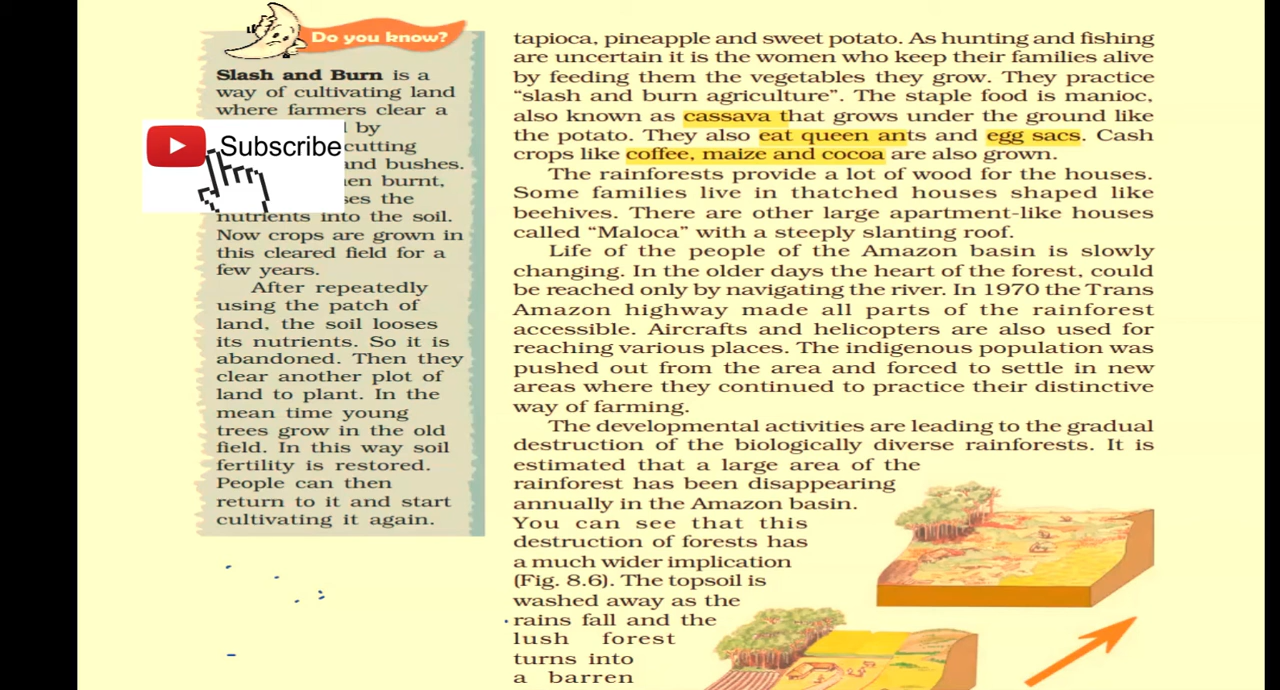 Do you know?
Slash and Burn is a
way of cultivating land
where farmers clear a
by
Subscribe
cutting
and bushes.
burnt,
the
nutrients into the soil.
Now crops are grown in
this cleared field for a
few years.
After repeatedly
using the patch of
land, the soil looses
its nutrients. So it is
abandoned. Then they
clear another plot of
land to plant. In the
mean time young
trees grow in the old
field. In this way soil
fertility is restored.
People can then
return to it and start
cultivating it again.
tapioca, pineapple and sweet potato. As hunting and fishing
are uncertain it is the women who keep their families alive
by feeding them the vegetables they grow. They practice
“slash and burn agriculture”. The staple food is manioc,
also known as cassava that grows under the ground like
the potato. They also eat queen ants and egg sacs. Cash
crops like coffee, maize and cocoa are also grown.
The rainforests provide a lot of wood for the houses.
Some families live in thatched houses shaped like
beehives. There are other large apartment-like houses
called “Maloca” with a steeply slanting roof.
Life of the people of the Amazon basin is slowly
changing. In the older days the heart of the forest, could
be reached only by navigating the river. In 1970 the Trans
Amazon highway made all parts of the rainforest
accessible. Aircrafts and helicopters are also used for
reaching various places. The indigenous population was
pushed out from the area and forced to settle in new
areas where they continued to practice their distinctive
way of farming.
The developmental activities are leading to the gradual
destruction of the biologically diverse rainforests. It is
estimated that a large area of the
rainforest has been disappearing
annually in the Amazon basin.
You can see that this
destruction of forests has
a much wider implication
(Fig. 8.6). The topsoil is
washed away as the
rains fall and the
lush forest
turns into
a barren